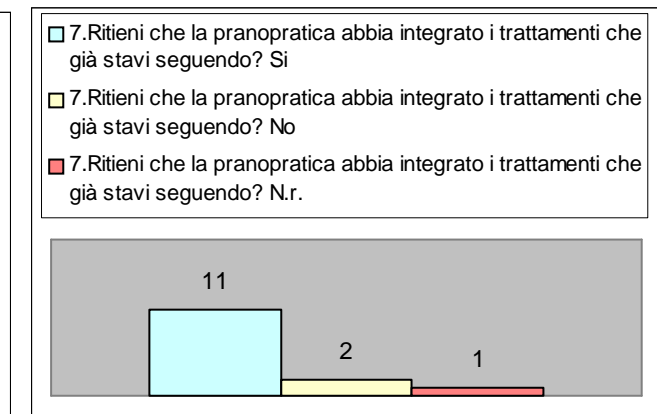 7.Ritieni che la pranopratica abbia integrato i trattamenti che
già stavi seguendo? Si
7.Ritieni che la pranopratica abbia integrato i trattamenti che
già stavi seguendo? No
7.Ritieni che la pranopratica abbia integrato i trattamenti che
già stavi seguendo? N.r.
11
2
1